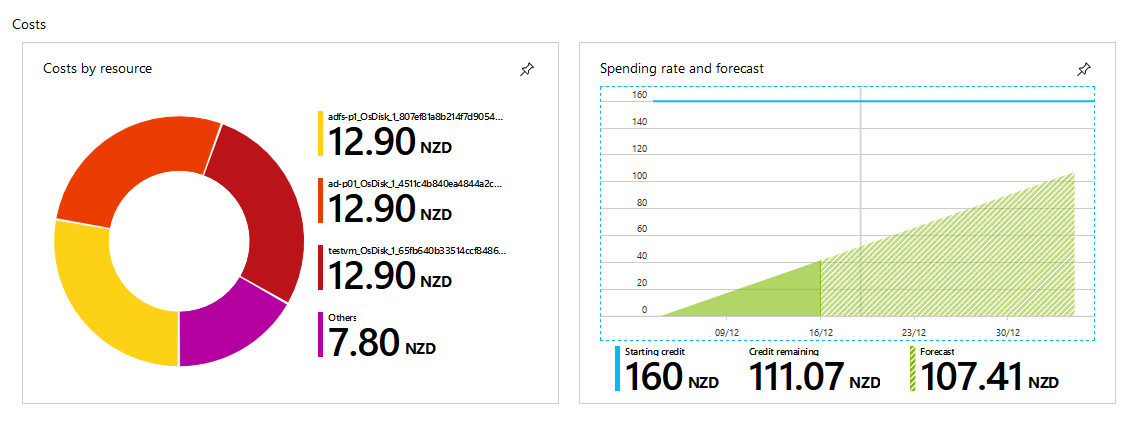 Costs
Costs by resource
adfs-p1_OsDisk_1_807ef81a8b214f7d9054...
12.90 NZD
ad-p01_OsDisk_1_4511c4b840ea4844a2c...
12.90 NZD
testvm_OsDisk_1_65fb640b33514ccf8486...
12.90 NZD
Others
7.80 NZD
Spending rate and forecast
160
140
120
100
80
60
40
20
0
09/12 16/12 23/12 30/12
Starting credit Credit remaining Forecast
160 NZD 111.07 NZD 107.41 NZD